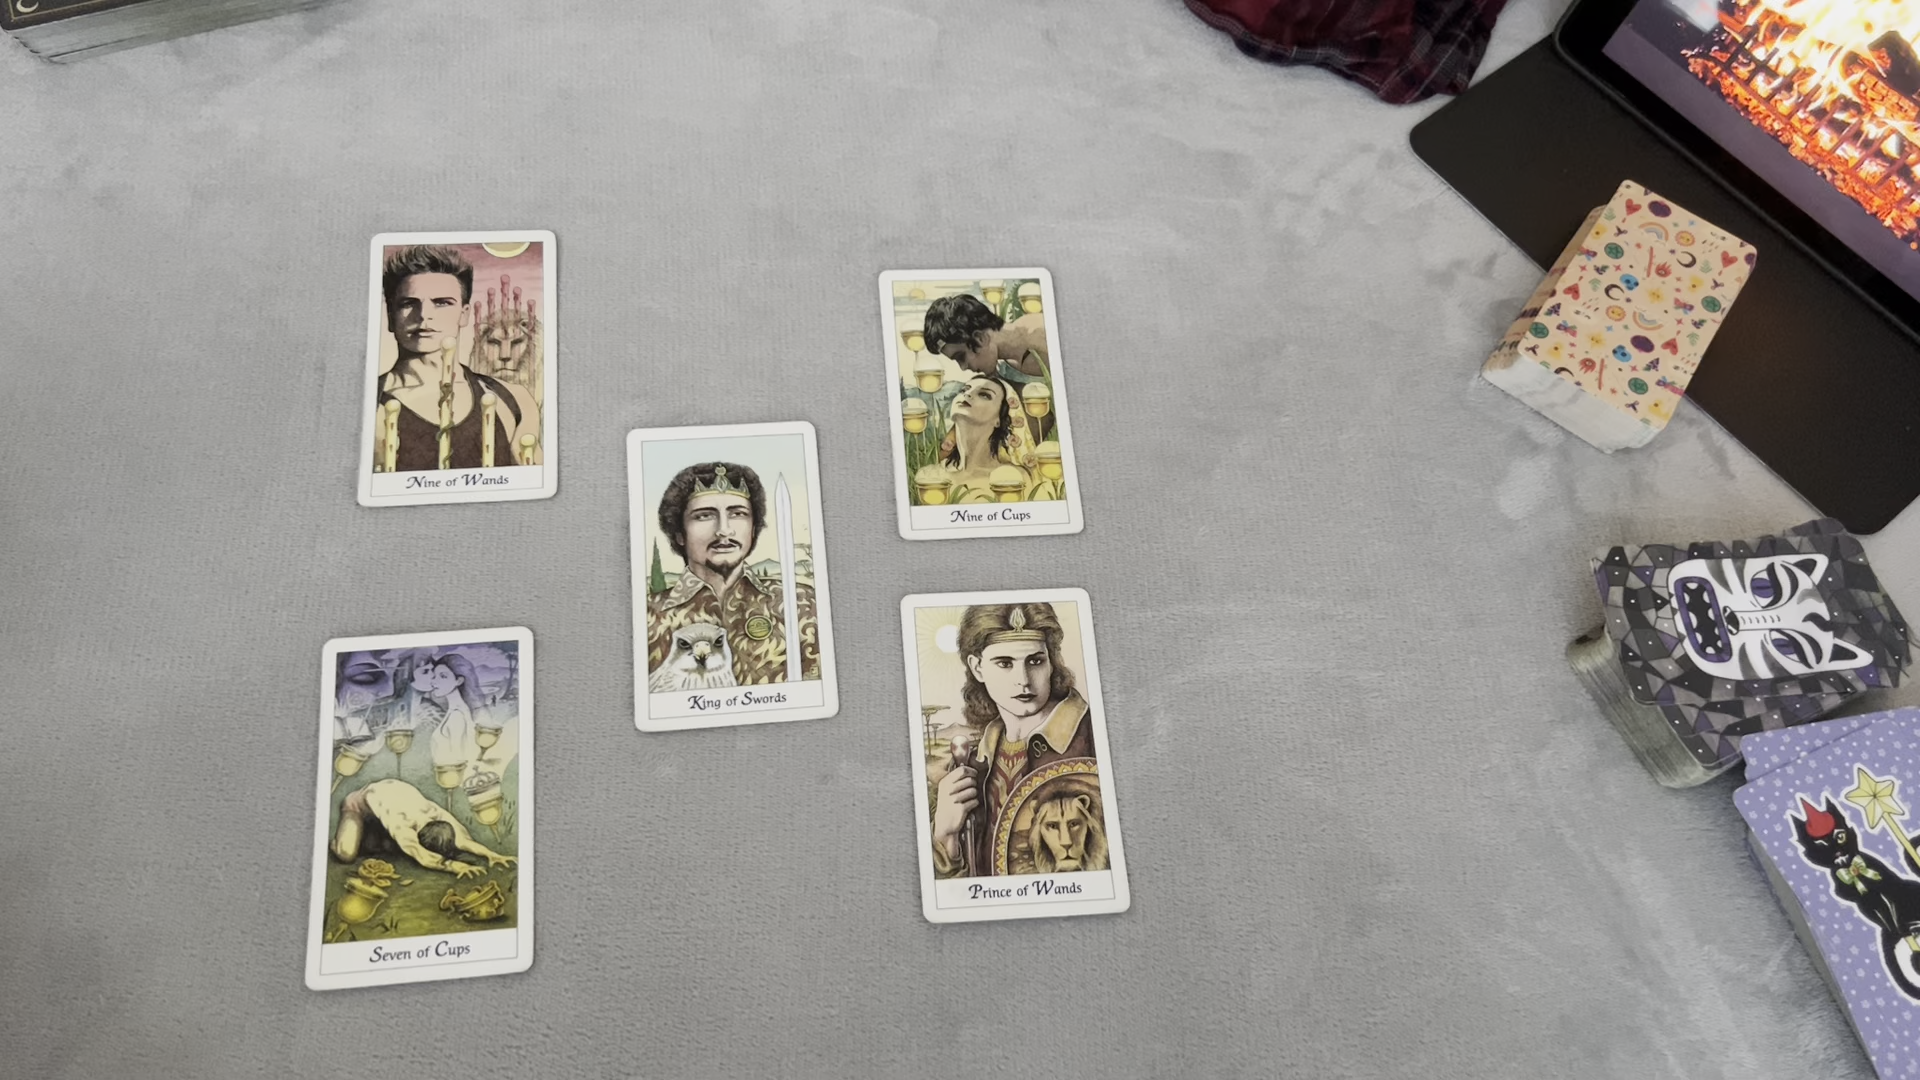 Nine of Wands
Nine of Cups
King of Swords
Prince of Wands
Seven of Cups